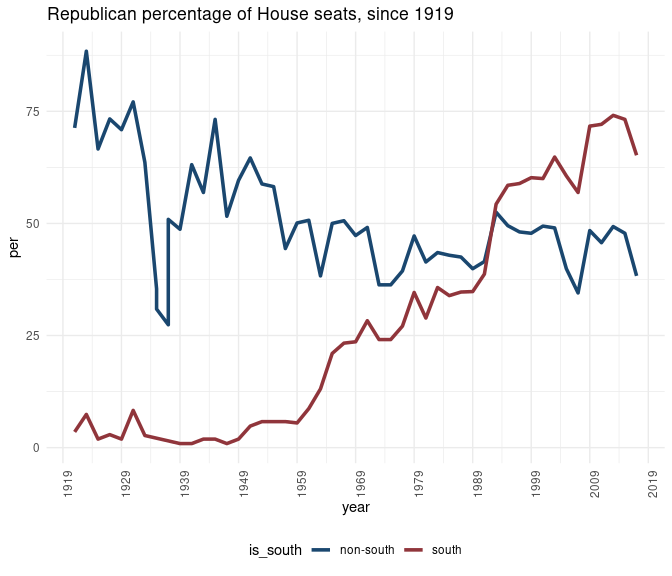 Republican percentage of House seats, since 1919
per
75
50
25
0
1919 1929 1939 1949 1959 1969 1979 1989 1999 2009 2019
year
is_south non-south south